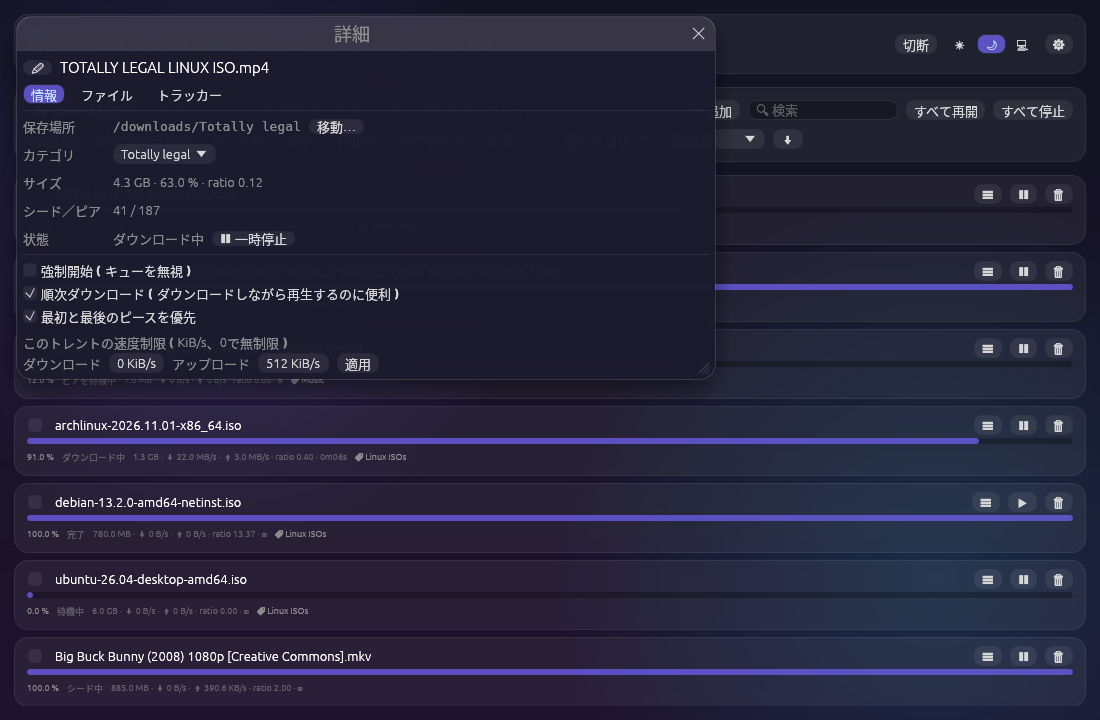 詳細
切断
TOTALLY LEGAL LINUX ISO.mp4
情報 ファイル トラッカー
検索 すべて再開 すべて停止
保存場所 /downloads/Totally legal 移動…
カテゴリ Totally legal
サイズ 4.3 GB · 63.0 % · ratio 0.12
シード／ピア 41 / 187
状態 ダウンロード中 一時停止
強制開始 ( キューを無視 )
順次ダウンロード ( ダウンロードしながら再生するのに便利 )
最初と最後のピースを優先
このトレントの速度制限 ( KiB/s、0で無制限 )
ダウンロード 0 KiB/s アップロード 512 KiB/s 適用
archlinux-2026.11.01-x86_64.iso
91.0 % ダウンロード中 1.3 GB · ⬇ 22.0 MB/s · ⬆ 3.0 MB/s · ratio 0.40 · 0m06s Linux ISOs
debian-13.2.0-amd64-netinst.iso
100.0 % 完了 780.0 MB · ⬇ 0 B/s · ⬆ 0 B/s · ratio 13.37 · ∞ Linux ISOs
ubuntu-26.04-desktop-amd64.iso
0.0 % 待機中 6.0 GB · ⬇ 0 B/s · ⬆ 0 B/s · ratio 0.00 · ∞ Linux ISOs
Big Buck Bunny (2008) 1080p [Creative Commons].mkv
100.0 % シード中 885.0 MB · ⬇ 0 B/s · ⬆ 390.6 KB/s · ratio 2.00 · ∞